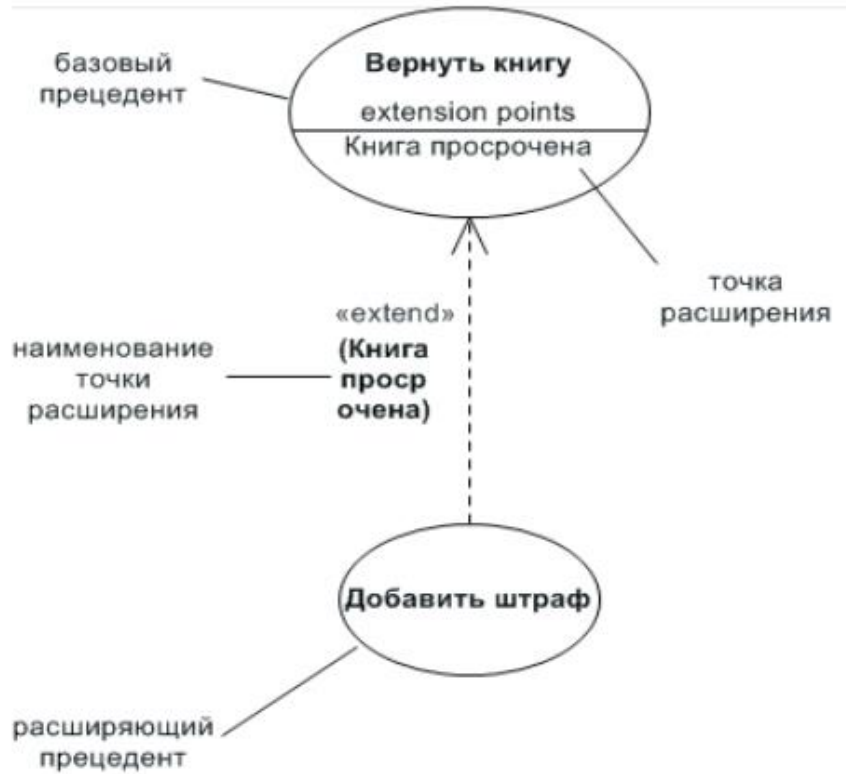 базовый
прецедент
Вернуть книгу
extension points
Книга просрочена
точка
расширения
«extend»
(Книга
проср
очена)
наименование
точки
расширения
Добавить штраф
расширяющий
прецедент